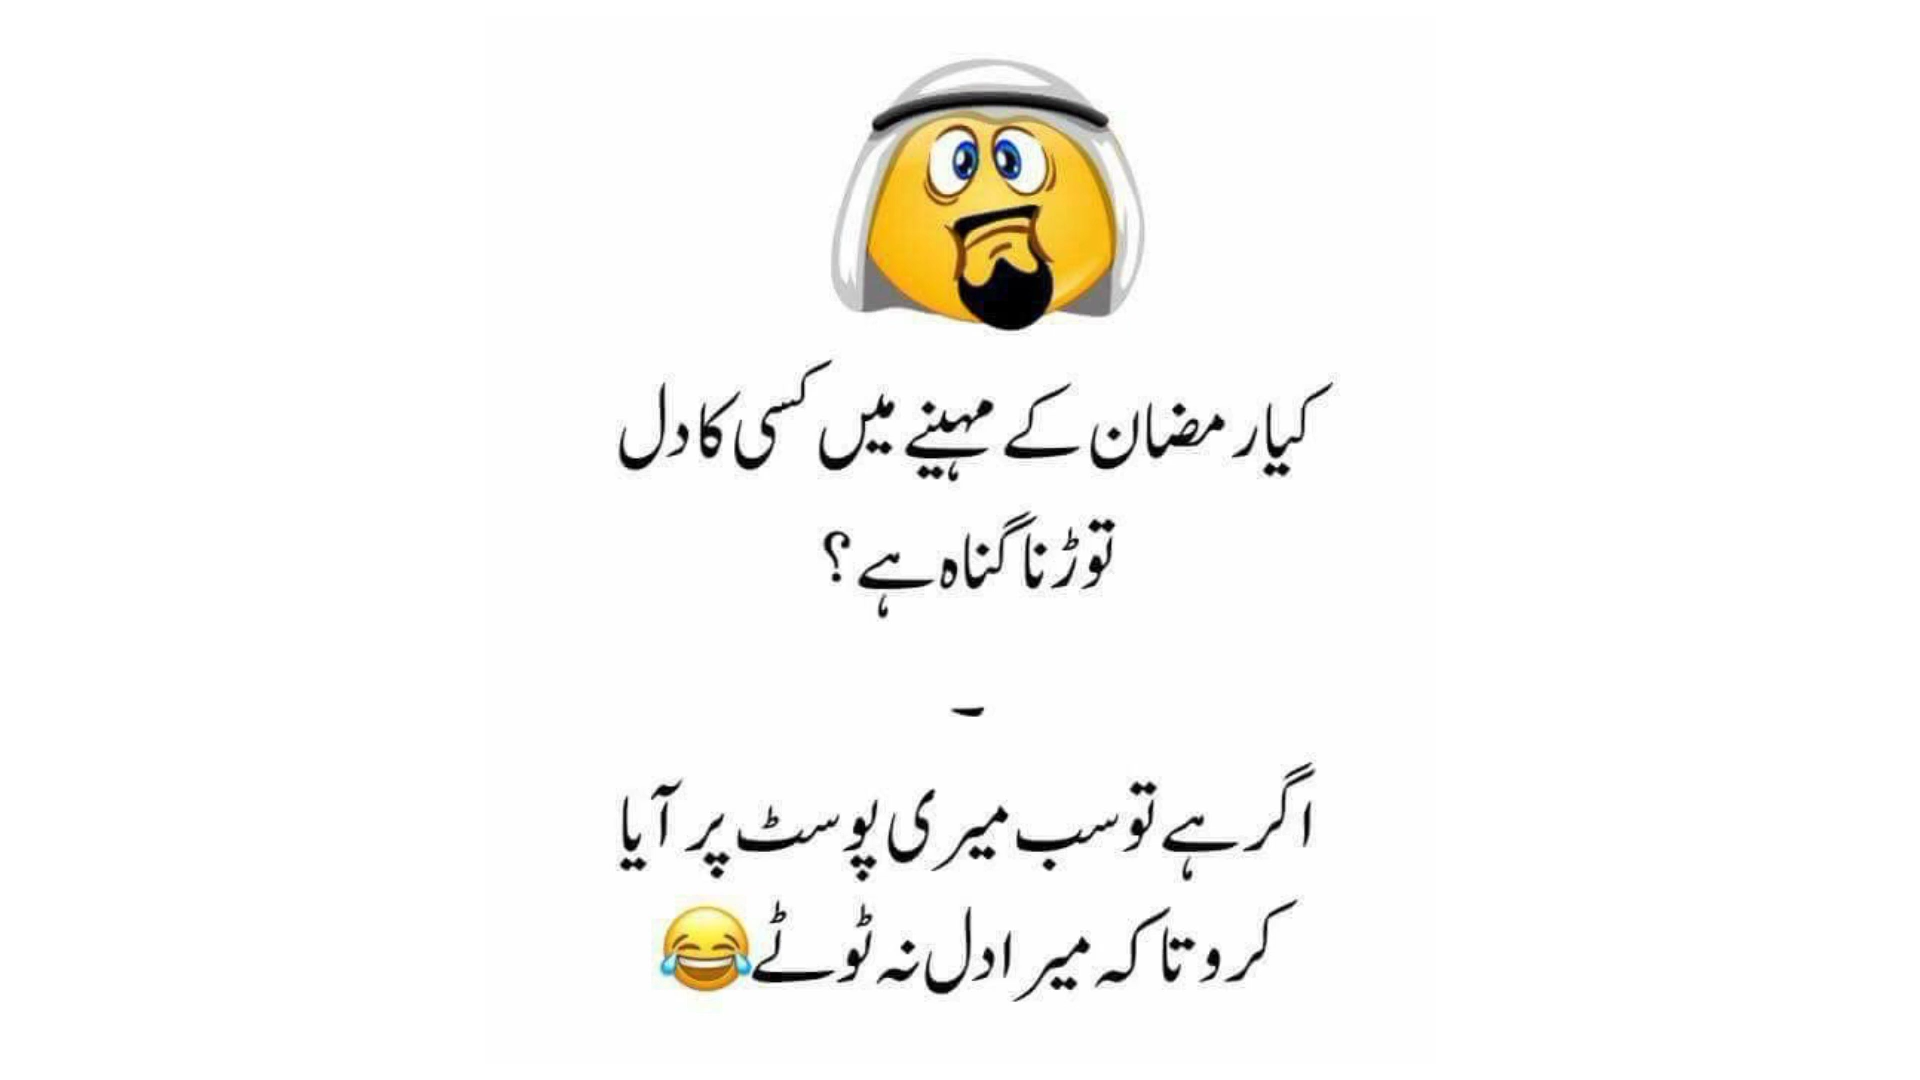 کیا رمضان کے مہینے میں کسی کا دل
توڑنا گناہ ہے ؟
۔
اگر ہے تو سب میری پوسٹ پر آیا
کرو تاکہ میرا دل نہ ٹوٹے😂